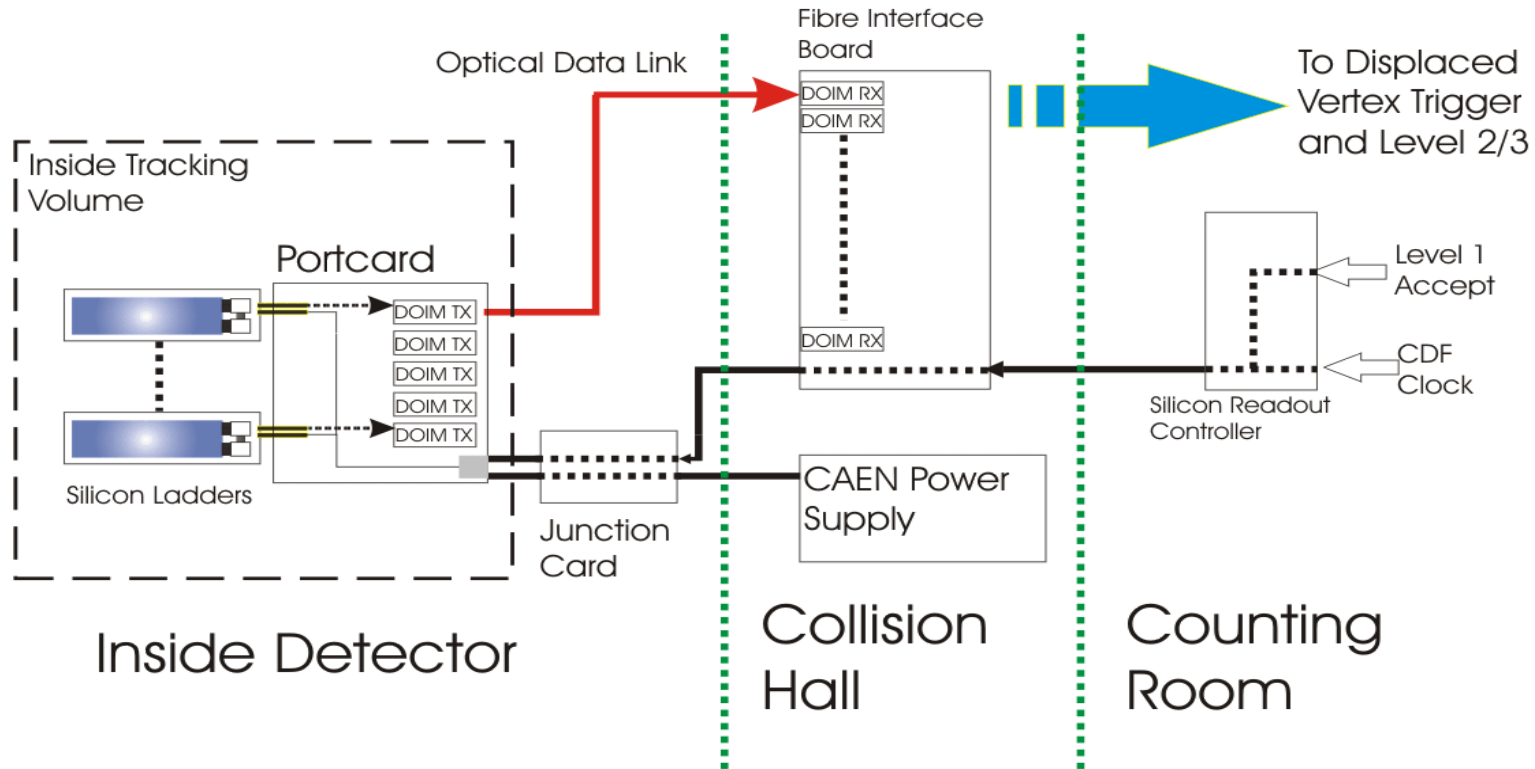 Fibre Interface
Board
Optical Data Link
To Displaced
Vertex Trigger
and Level 2/3
DOIM RX
DOIM RX
DOIM RX
Inside Tracking
Volume
Portcard
DOIM TX
DOIM TX
DOIM TX
DOIM TX
DOIM TX
Silicon Ladders
Level 1
Accept
CDF
Clock
Silicon Readout
Controller
Junction
Card
CAEN Power
Supply
Inside Detector
Collision
Hall
Counting
Room